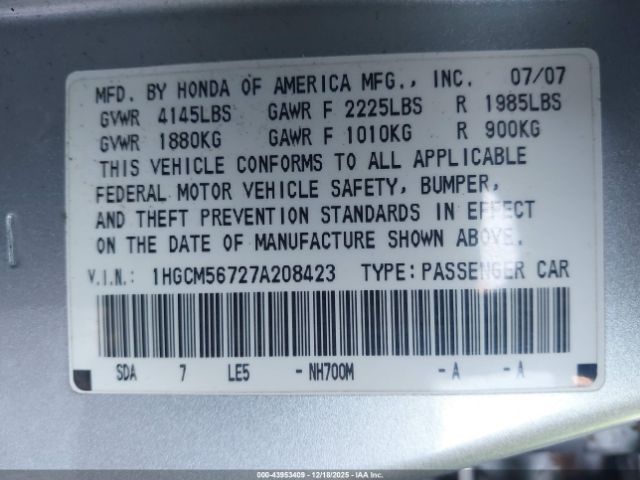 MFD. BY HONDA OF AMERICA MFG., INC. 07/07
GVWR 4145LBS GAWR F 2225LBS R 1985LBS
GVWR 1880KG GAWR F 1010KG R 900KG
THIS VEHICLE CONFORMS TO ALL APPLICABLE
FEDERAL MOTOR VEHICLE SAFETY, BUMPER,
AND THEFT PREVENTION STANDARDS IN EFFECT
ON THE DATE OF MANUFACTURE SHOWN ABOVE.
V.I.N.: 1HGCM56727A208423 TYPE: PASSENGER CAR
SDA 7 LE5 - NH700M - A - A
000-43953409 - 12/18/2025 - IAAI.COM